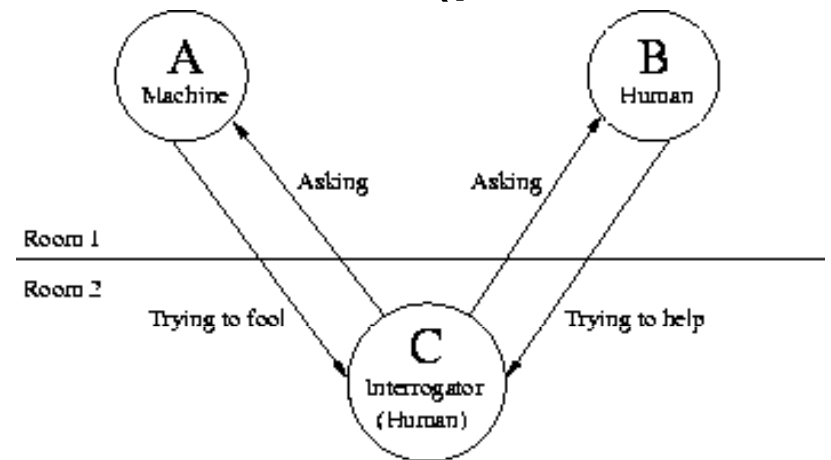 A
Machine
B
Human
Asking
Asking
Room 1
Room 2
Trying to fool
Trying to help
C
Interrogator
(Human)